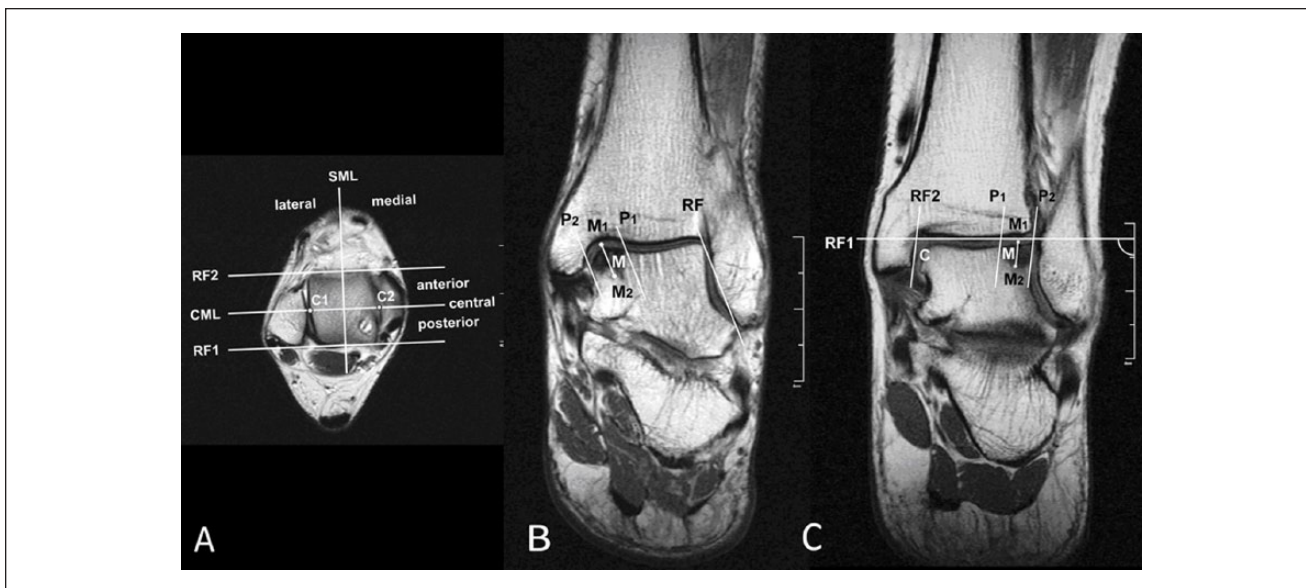 SML
lateral medial
RF2
anterior
C1 C2
CML central
posterior
RF1
A
P2 M1 P1 RF
M
M2
B
RF2 P1 P2
M1
RF1
C M
M2
C